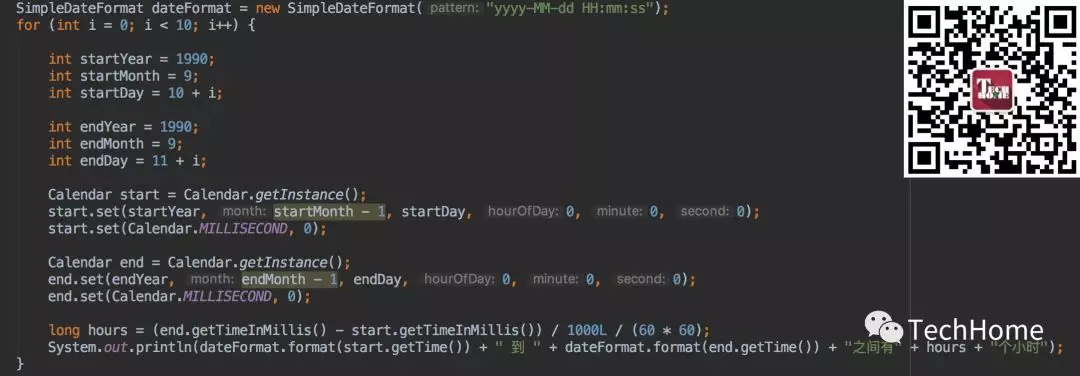 SimpleDateFormat dateFormat = new SimpleDateFormat( pattern: "yyyy-MM-dd HH:mm:ss");
for (int i = 0; i < 10; i++) {
int startYear = 1990;
int startMonth = 9;
int startDay = 10 + i;
int endYear = 1990;
int endMonth = 9;
int endDay = 11 + i;
Calendar start = Calendar.getInstance();
start.set(startYear, month: startMonth - 1, startDay, hourOfDay: 0, minute: 0, second: 0);
start.set(Calendar.MILLISECOND, 0);
Calendar end = Calendar.getInstance();
end.set(endYear, month: endMonth - 1, endDay, hourOfDay: 0, minute: 0, second: 0);
end.set(Calendar.MILLISECOND, 0);
long hours = (end.getTimeInMillis() - start.getTimeInMillis()) / 1000L / (60 * 60);
System.out.println(dateFormat.format(start.getTime()) + " 到 " + dateFormat.format(end.getTime()) + "之间有" + hours + "个小时");
}
TECH
HOME
TechHome